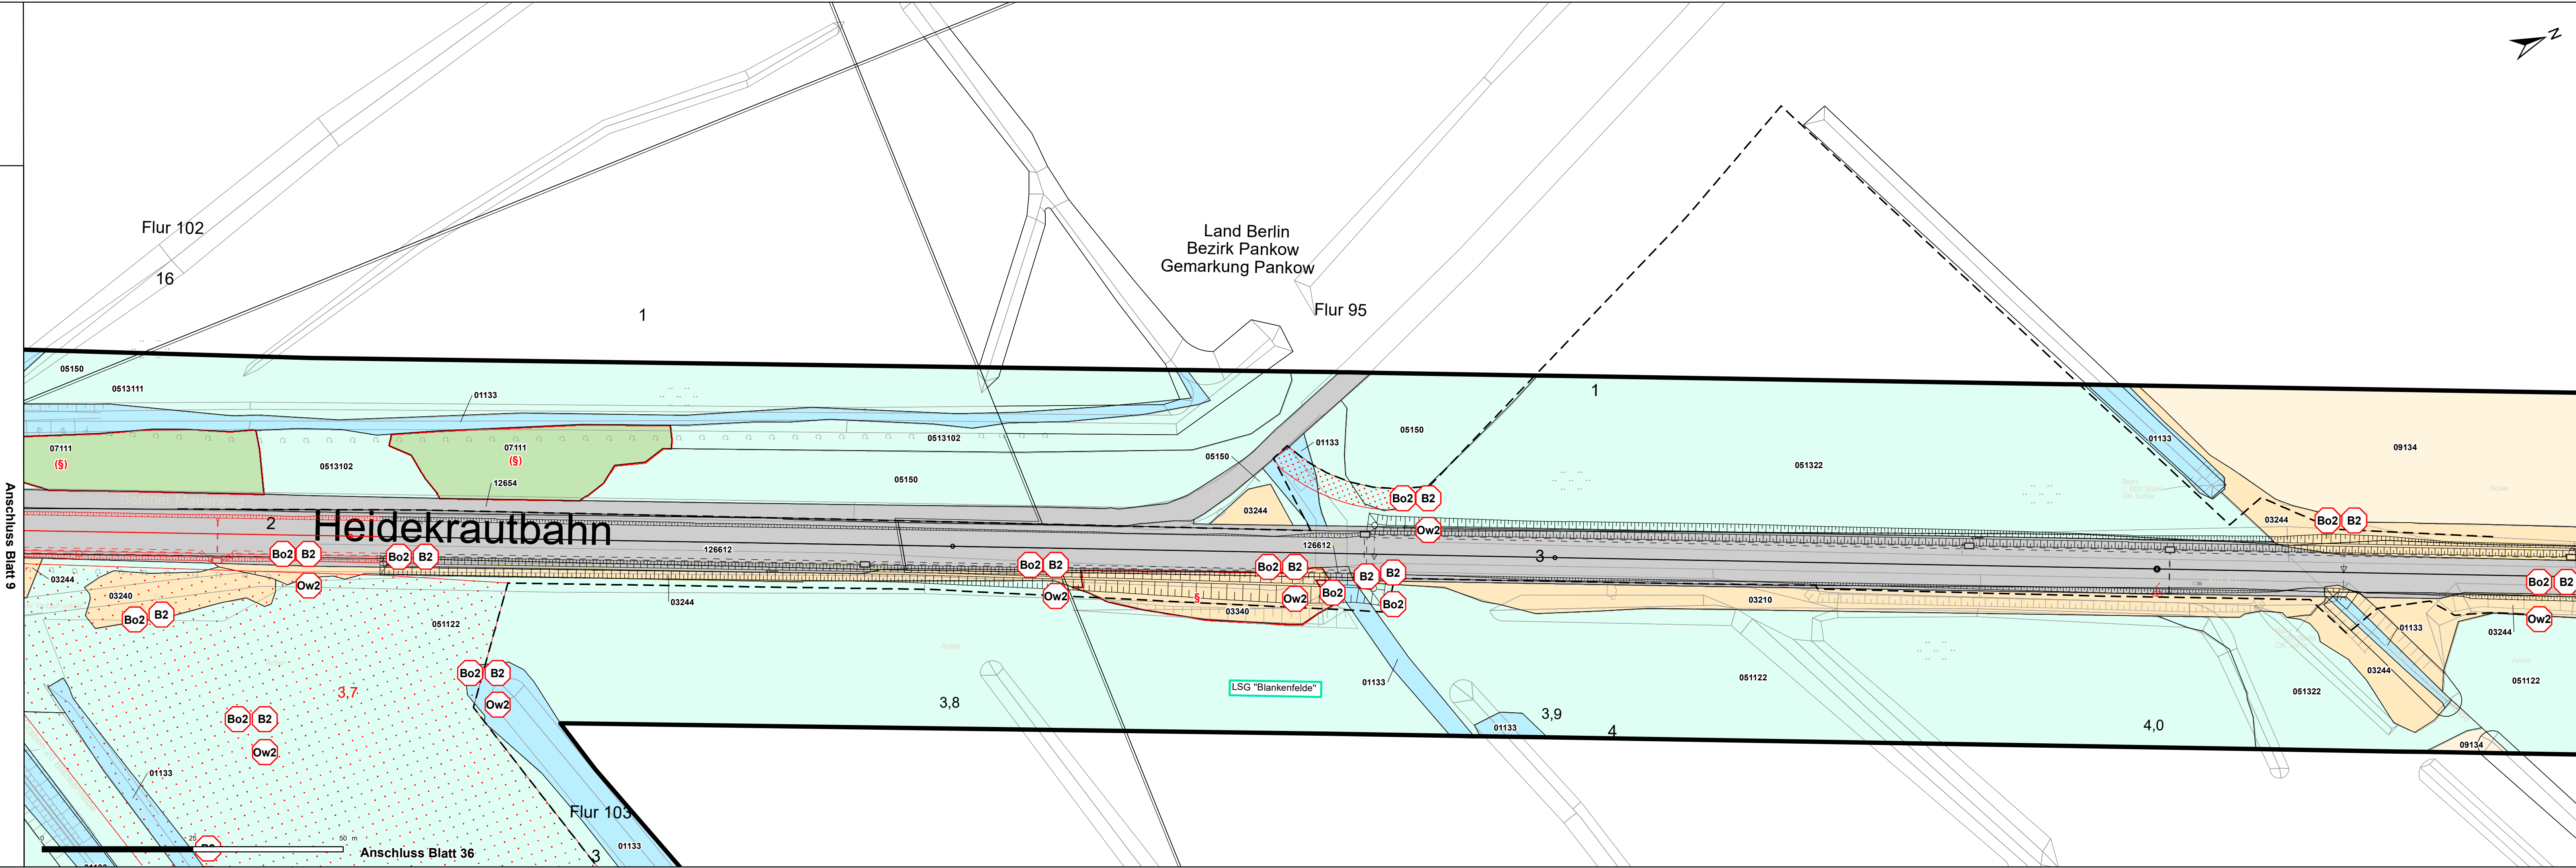 N
Flur 102
16
1
Land Berlin
Bezirk Pankow
Gemarkung Pankow
Flur 95
1
05150
0513111
01133
07111
(§)
0513102
07111
(§)
12654
0513102
05150
05150
01133
05150
03244
051322
01133
09134
Acker
03244
Bo2 B2
Bo2 B2
Ow2
2
Heidekrautbahn
126612
126612
3
Bo2 B2
Ow2
Bo2 B2
Bo2 B2
Ow2
Bo2 B2
Ow2
Bo2
B2 B2
Bo2
Bo2 B2
Ow2
03244
03240
Bo2 B2
051122
03244
§
03340
03210
01133
03244
03244
Anschluss Blatt 9
Acker
Acker
Acker
Bo2 B2
Ow2
3,7
Bo2 B2
Ow2
3,8
LSG "Blankenfelde"
01133
051122
051322
051122
3,9
01133
4
4,0
09134
01133
Flur 103
01133
3
0 25 50 m
Anschluss Blatt 36